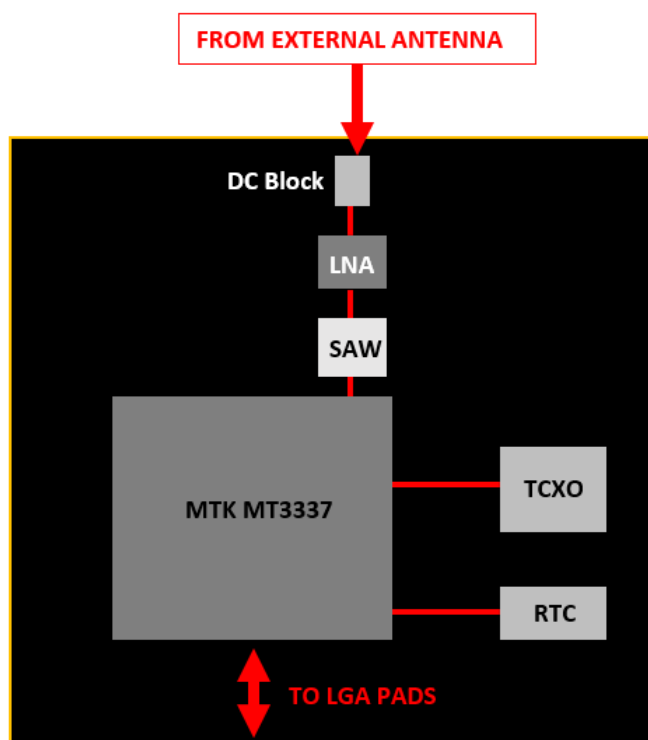 FROM EXTERNAL ANTENNA
DC Block
LNA
SAW
MTK MT3337
TCXO
RTC
TO LGA PADS